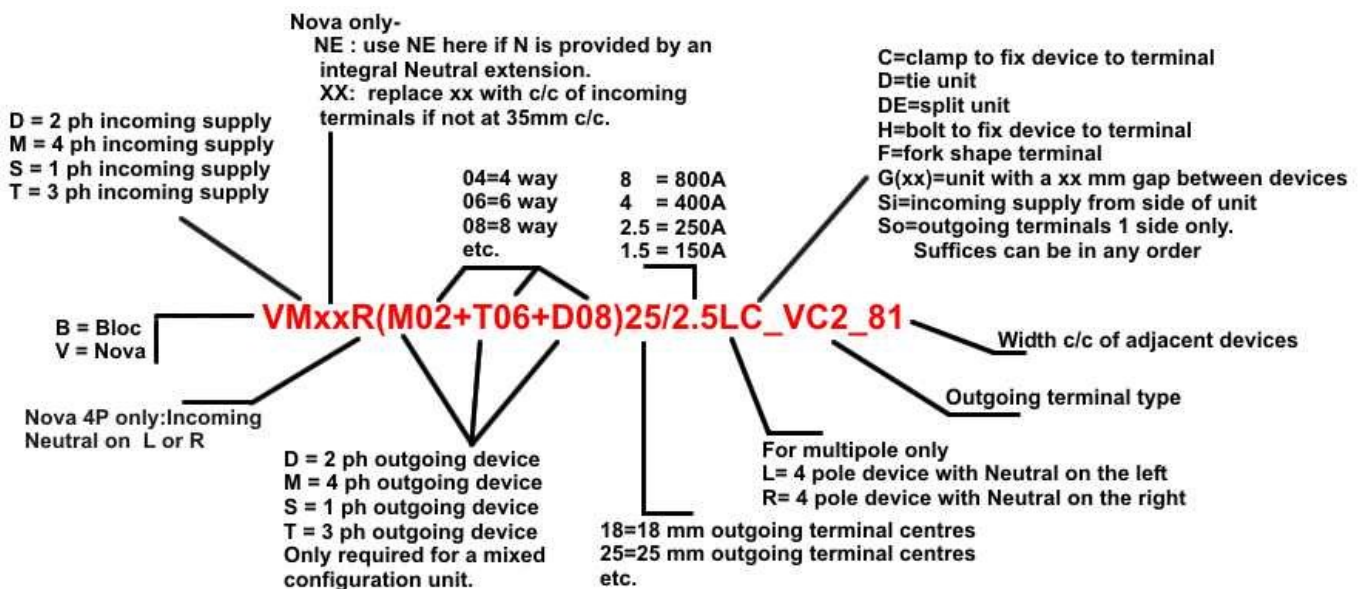 Nova only-
NE : use NE here if N is provided by an
integral Neutral extension.
XX: replace xx with c/c of incoming
terminals if not at 35mm c/c.
D = 2 ph incoming supply
M = 4 ph incoming supply
S = 1 ph incoming supply
T = 3 ph incoming supply
04=4 way
06=6 way
08=8 way
etc.
8 = 800A
4 = 400A
2.5 = 250A
1.5 = 150A
C=clamp to fix device to terminal
D=tie unit
DE=split unit
H=bolt to fix device to terminal
F=fork shape terminal
G(xx)=unit with a xx mm gap between devices
Si=incoming supply from side of unit
So=outgoing terminals 1 side only.
Suffices can be in any order
VMxxR(M02+T06+D08)25/2.5LC_VC2_81
B = Bloc
V = Nova
Width c/c of adjacent devices
Outgoing terminal type
Nova 4P only:Incoming
Neutral on L or R
D = 2 ph outgoing device
M = 4 ph outgoing device
S = 1 ph outgoing device
T = 3 ph outgoing device
Only required for a mixed
configuration unit.
For multipole only
L= 4 pole device with Neutral on the left
R= 4 pole device with Neutral on the right
18=18 mm outgoing terminal centres
25=25 mm outgoing terminal centres
etc.